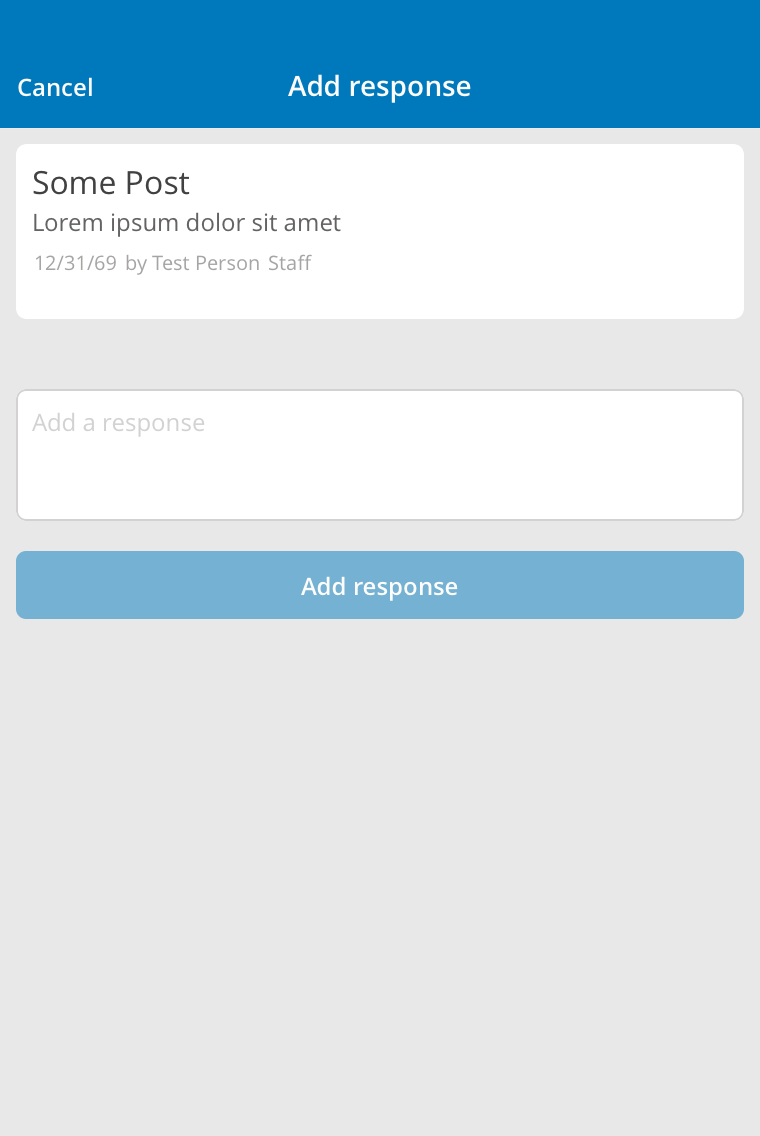 Cancel Add response
Some Post
Lorem ipsum dolor sit amet
12/31/69 by Test Person Staff
Add a response
Add response